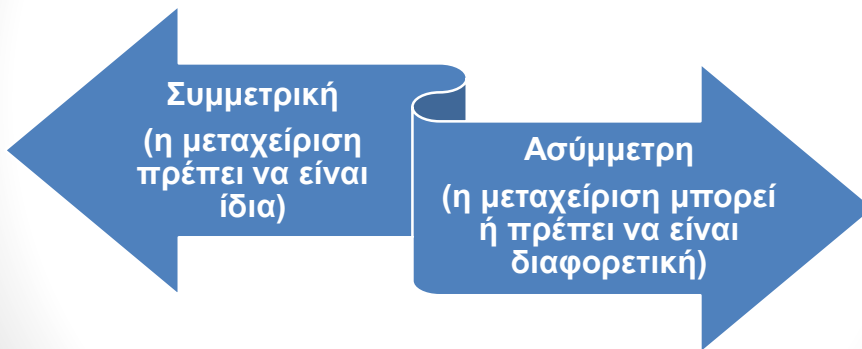 Συμμετρική
(η μεταχείριση
πρέπει να είναι
ίδια)
Ασύμμετρη
(η μεταχείριση μπορεί
ή πρέπει να είναι
διαφορετική)